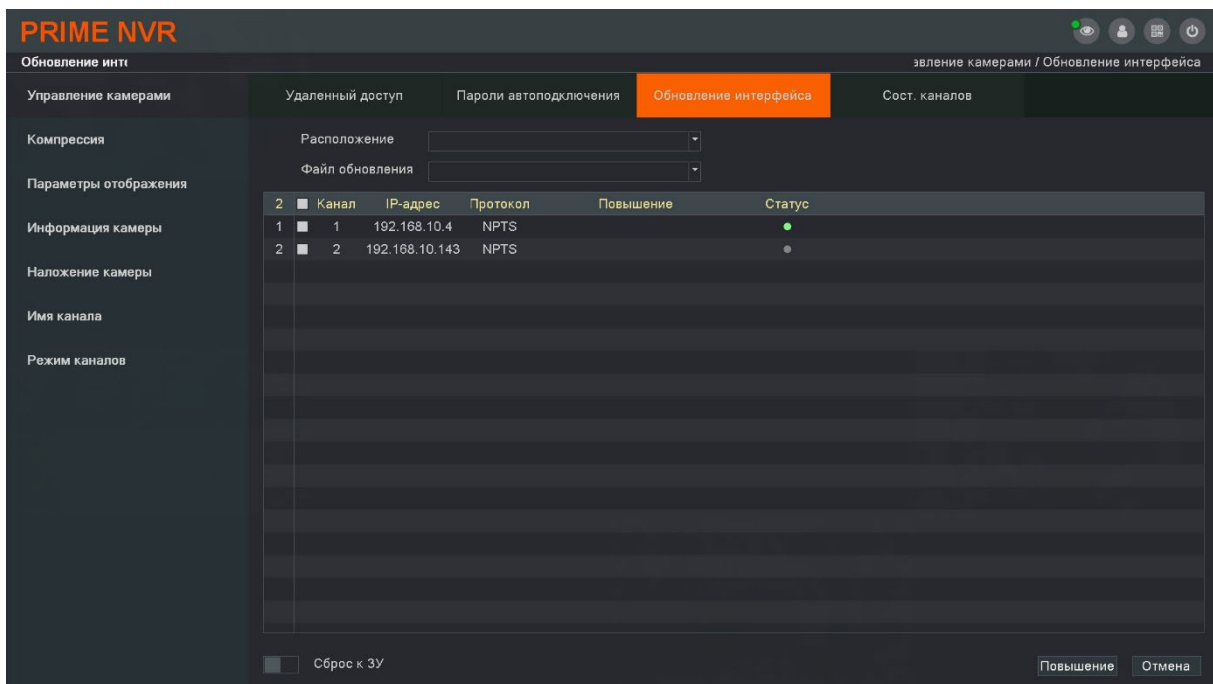 PRIME NVR
Обновление инте
звление камерами / Обновление интерфейса
Управление камерами
Удаленный доступ Пароли автоподключения Обновление интерфейса Сост. каналов
Компрессия
Расположение
Файл обновления
Параметры отображения
2 Канал IP-адрес Протокол Повышение Статус
1 1 192.168.10.4 NPTS
Информация камеры
2 2 192.168.10.143 NPTS
Наложение камеры
Имя канала
Режим каналов
Сброс к ЗУ
Повышение Отмена